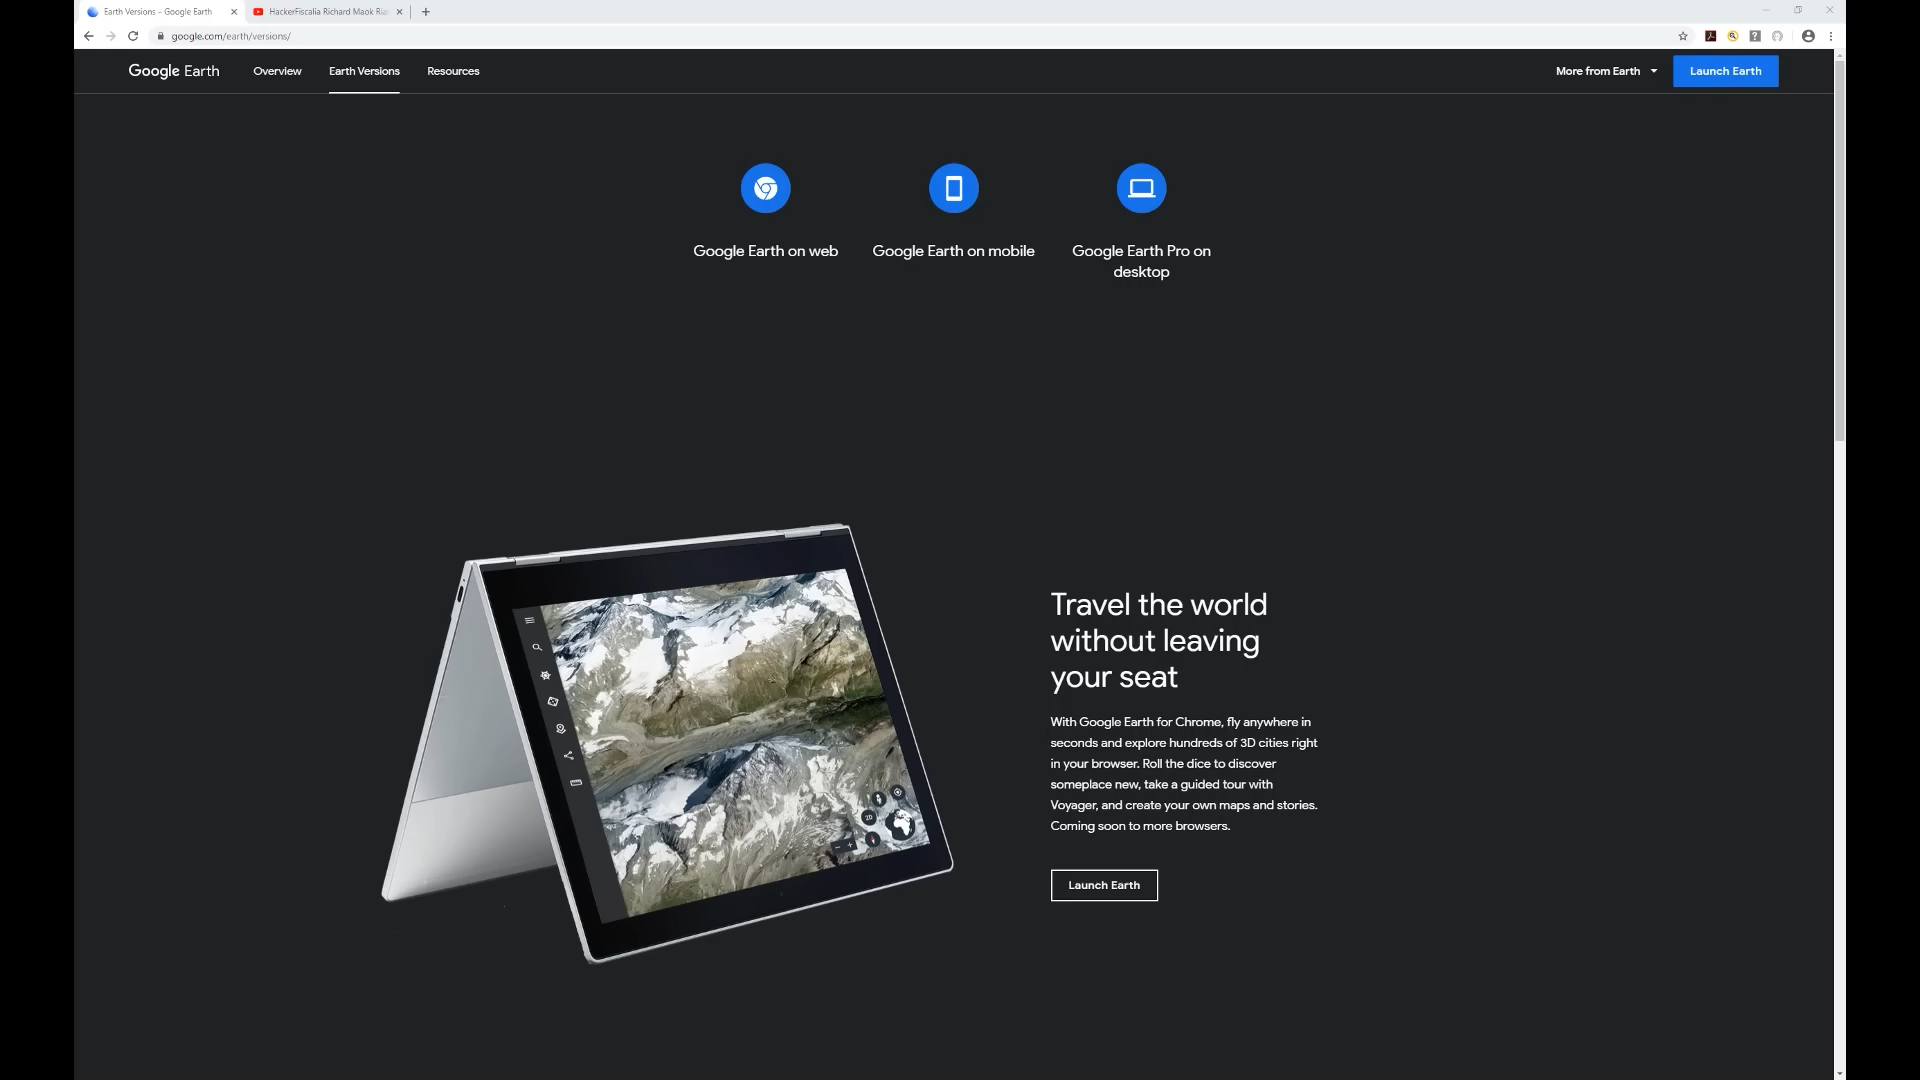 Earth Versions – Google Earth
HackerFiscalia Richard Maok Ria
google.com/earth/versions/
Google Earth
Overview
Earth Versions
Resources
More from Earth
Launch Earth
Google Earth on web
Google Earth on mobile
Google Earth Pro on
desktop
Travel the world
without leaving
your seat
With Google Earth for Chrome, fly anywhere in
seconds and explore hundreds of 3D cities right
in your browser. Roll the dice to discover
someplace new, take a guided tour with
Voyager, and create your own maps and stories.
Coming soon to more browsers.
Launch Earth
2D